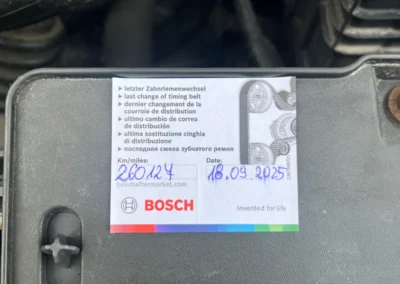 ▸ letzter Zahnriemenwechsel
▸ last change of timing belt
▸ dernier changement de la
courroie de distribution
▸ ultimo cambio de correa
de distribución
▸ ultima sostituzione cinghia
di distribuzione
▸ последняя смена зубчатого ремня
Km/miles: Date:
260127 18.09.2025
boschaftermarket.com
BOSCH Invented for life